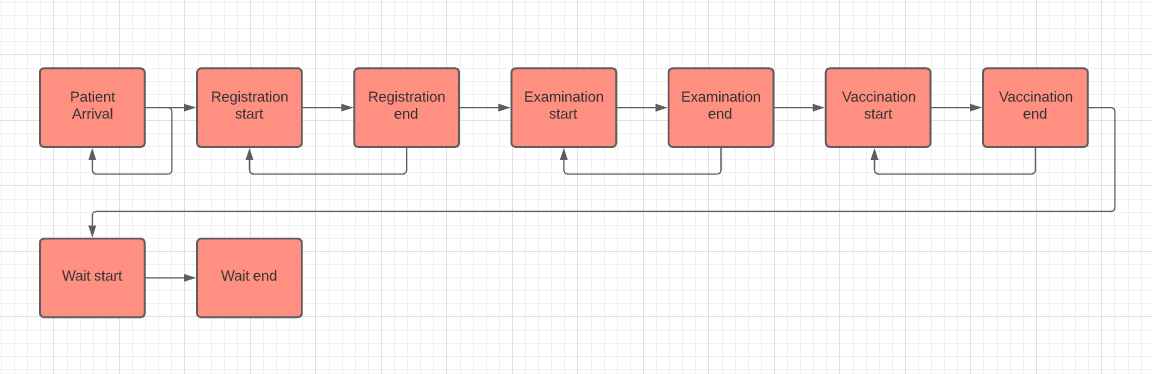 Patient
Arrival
Registration
start
Registration
end
Examination
start
Examination
end
Vaccination
start
Vaccination
end
Wait start
Wait end